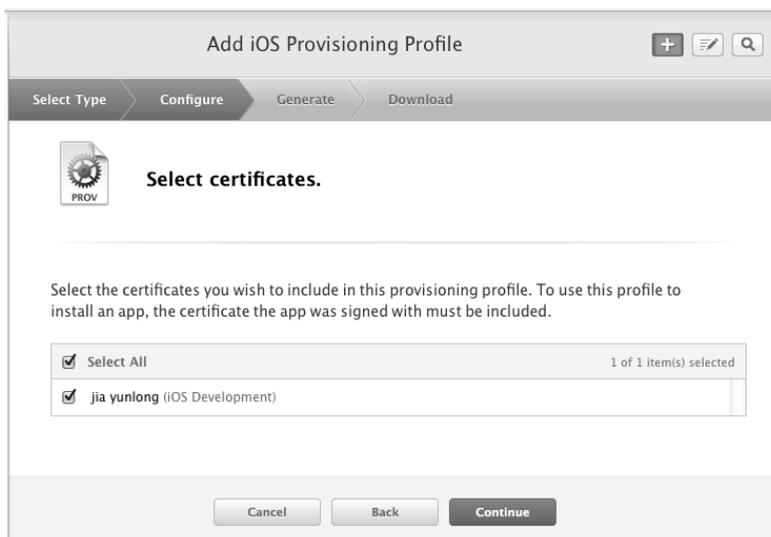 Add iOS Provisioning Profile
Select Type
Configure
Generate
Download
PROV
Select certificates.
Select the certificates you wish to include in this provisioning profile. To use this profile to
install an app, the certificate the app was signed with must be included.
Select All
1 of 1 item(s) selected
jia yunlong (iOS Development)
Cancel
Back
Continue